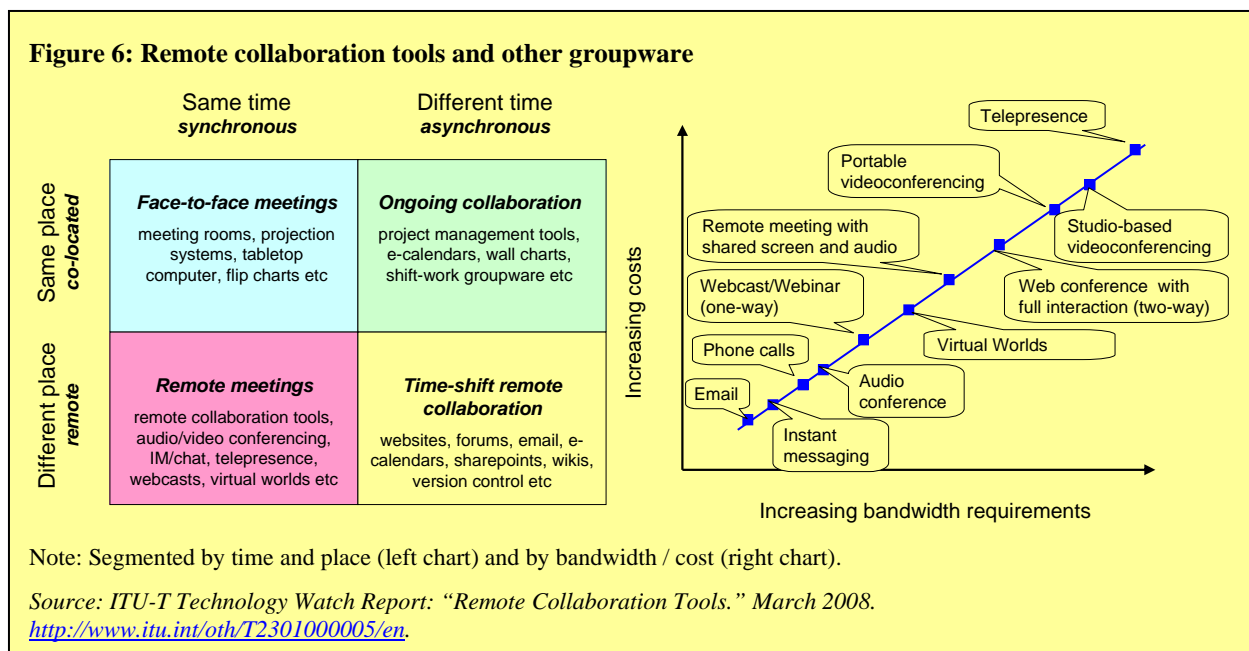 Figure 6: Remote collaboration tools and other groupware
Same time
synchronous
Different time
asynchronous
Same place
co-located
Face-to-face meetings
meeting rooms, projection
systems, tabletop
computer, flip charts etc
Ongoing collaboration
project management tools,
e-calendars, wall charts,
shift-work groupware etc
Different place
remote
Remote meetings
remote collaboration tools,
audio/video conferencing,
IM/chat, telepresence,
webcasts, virtual worlds etc
Time-shift remote
collaboration
websites, forums, email, e-
calendars, sharepoints, wikis,
version control etc
Increasing costs
Telepresence
Portable
videoconferencing
Studio-based
videoconferencing
Remote meeting with
shared screen and audio
Web conference with
full interaction (two-way)
Webcast/Webinar
(one-way)
Virtual Worlds
Phone calls
Audio
conference
Email
Instant
messaging
Increasing bandwidth requirements
Note: Segmented by time and place (left chart) and by bandwidth / cost (right chart).
Source: ITU-T Technology Watch Report: “Remote Collaboration Tools.” March 2008.
http://www.itu.int/oth/T2301000005/en.